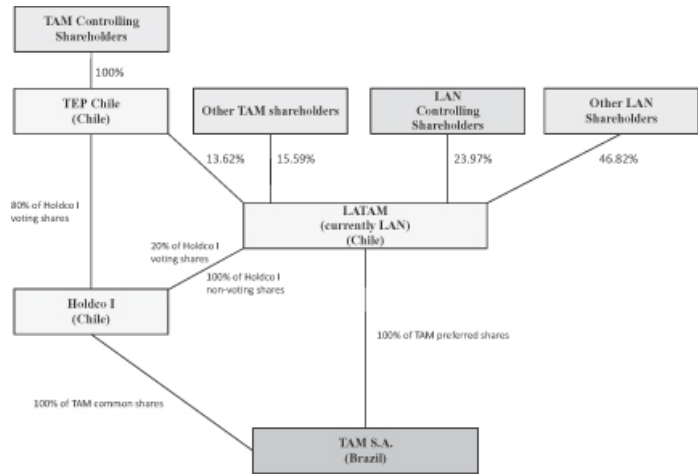 TAM Controlling
Shareholders
100%
TEP Chile
(Chile)
Other TAM shareholders
LAN
Controlling
Shareholders
Other LAN
Shareholders
13.62%
15.59%
23.97%
46.82%
80% of Holdco I
voting shares
LATAM
(currently LAN)
(Chile)
20% of Holdco I
voting shares
100% of Holdco I
non-voting shares
Holdco I
(Chile)
100% of TAM preferred shares
100% of TAM common shares
TAM S.A.
(Brazil)